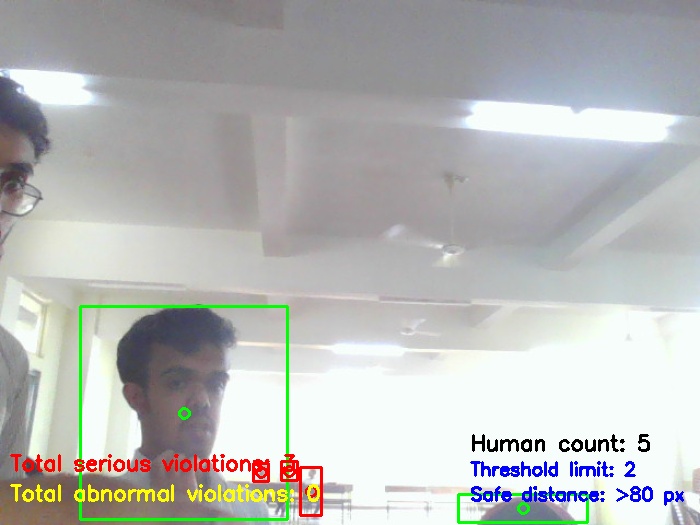 Human count: 5
Total serious violations: 3
Threshold limit: 2
Total abnormal violations: 0
Safe distance: >80 px